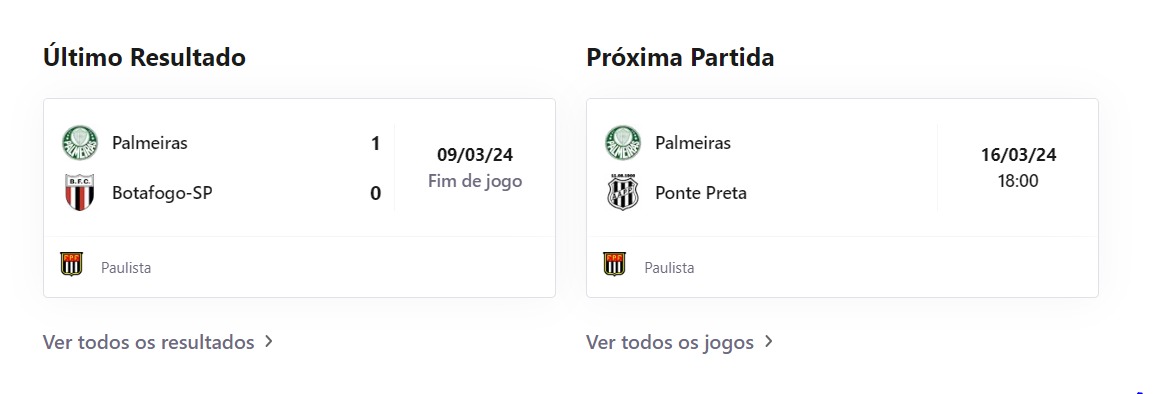 Último Resultado
Palmeiras 1
Botafogo-SP 0
09/03/24
Fim de jogo
Paulista
Ver todos os resultados
Próxima Partida
Palmeiras
Ponte Preta
16/03/24
18:00
Paulista
Ver todos os jogos